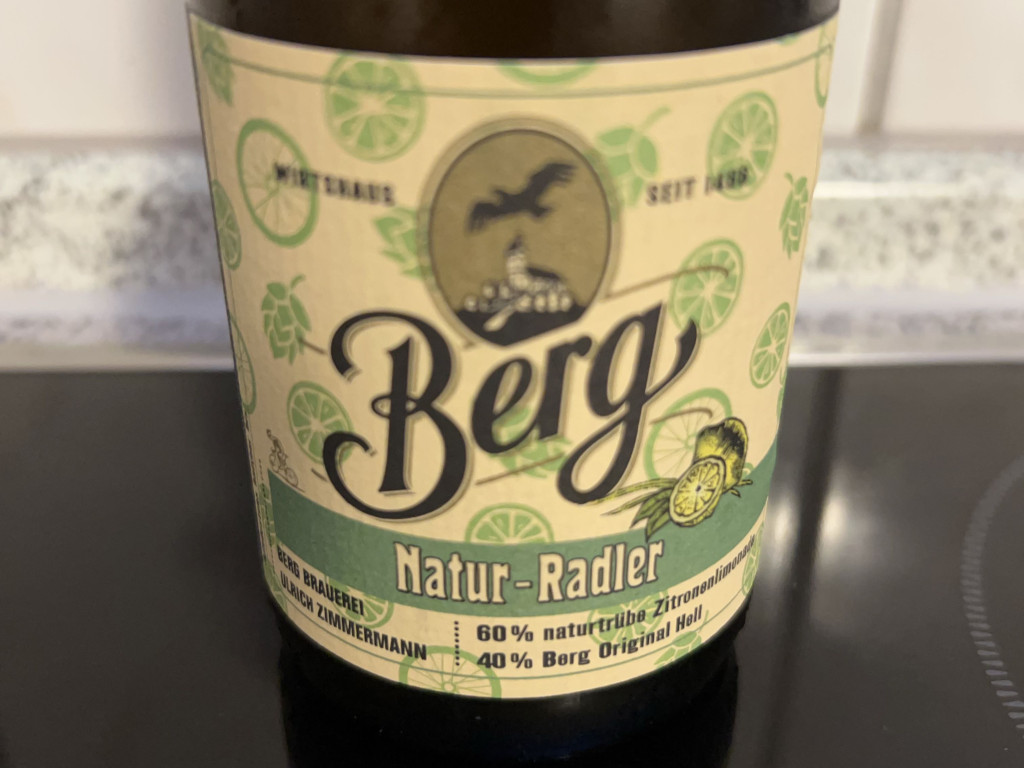 WIRTSHAUS
SEIT 1466
Berg
Natur-Radler
BERG BRAUEREI
ULRICH ZIMMERMANN
60% naturtrübe Zitronenlimonade
40% Berg Original Hell